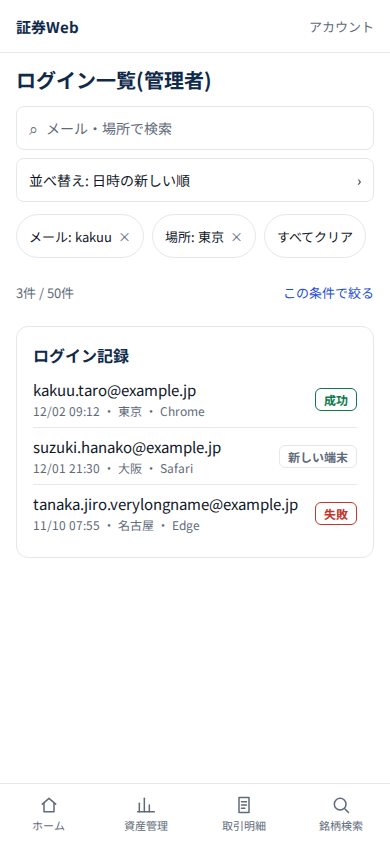 証券Web
アカウント
ログイン一覧(管理者)
メール・場所で検索
並べ替え: 日時の新しい順 ›
メール: kakuu × 場所: 東京 × すべてクリア
3件 / 50件 この条件で絞る
ログイン記録
kakuu.taro@example.jp
12/02 09:12 ・ 東京 ・ Chrome
成功
suzuki.hanako@example.jp
12/01 21:30 ・ 大阪 ・ Safari
新しい端末
tanaka.jiro.verylongname@example.jp
11/10 07:55 ・ 名古屋 ・ Edge
失敗
ホーム 資産管理 取引明細 銘柄検索